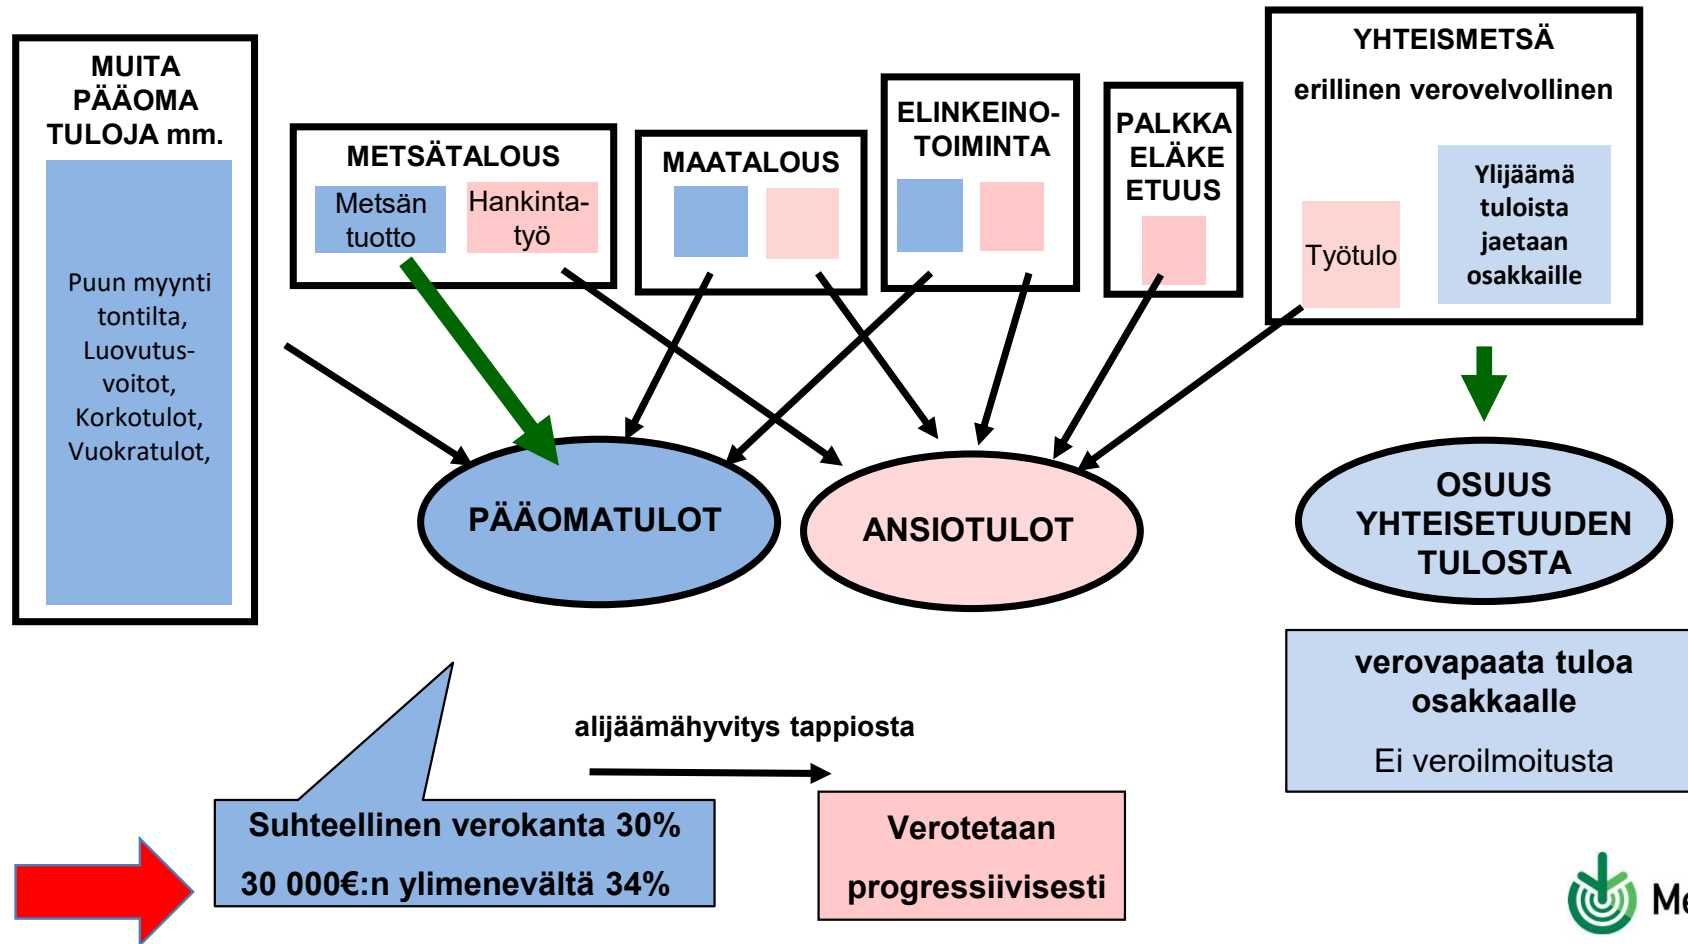 MUITA
PÄÄOMA
TULOJA mm.
Puun myynti
tontilta,
Luovutus-
voitot,
Korkotulot,
Vuokratulot,
METSÄTALOUS
Metsän
tuotto
Hankinta-
työ
MAATALOUS
ELINKEINO-
TOIMINTA
PALKKA
ELÄKE
ETUUS
YHTEISMETSÄ
erillinen verovelvollinen
Työtulo
Ylijäämä
tuloista
jaetaan
osakkaille
PÄÄOMATULOT
ANSIOTULOT
OSUUS
YHTEISETUUDEN
TULOSTA
verovapaata tuloa
osakkaalle
Ei veroilmoitusta
alijäämähyvitys tappiosta
Suhteellinen verokanta 30%
30 000€:n ylimenevältä 34%
Verotetaan
progressiivisesti
Me